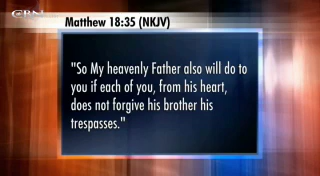 CBN
Matthew 18:35 (NKJV)
"So My heavenly Father also will do to
you if each of you, from his heart,
does not forgive his brother his
trespasses."